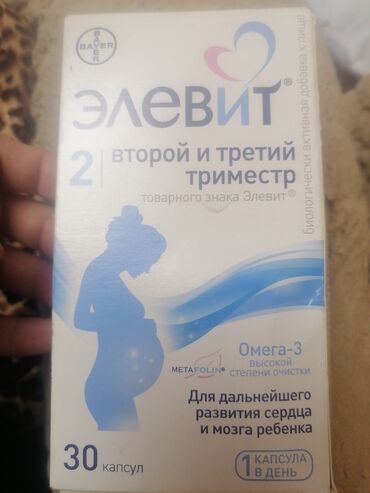 BAYER
BAYER
ЭЛЕВИТ®
2 второй и третий
триместр
товарного знака Элевит®
биологически активная добавка к пище
METAFOLIN®
Омега-3
ВЫСОКОЙ
СТЕПЕНИ ОЧИСТКИ
Для дальнейшего
развития сердца
и мозга ребенка
30 капсул
1 КАПСУЛА
В ДЕНЬ